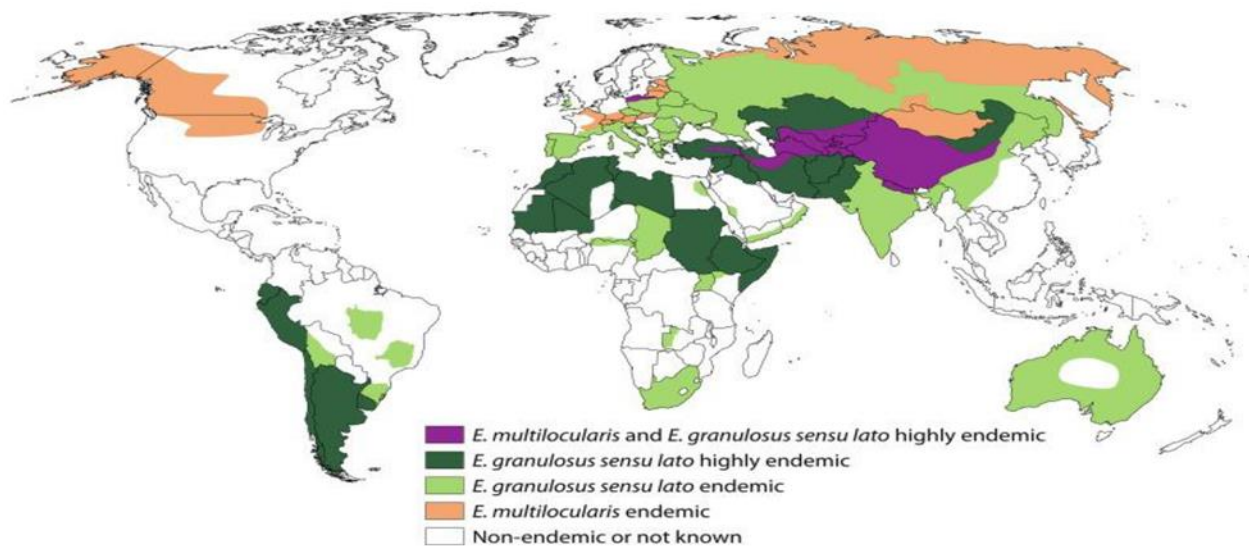 E. multilocularis and E. granulosus sensu lato highly endemic
E. granulosus sensu lato highly endemic
E. granulosus sensu lato endemic
E. multilocularis endemic
Non-endemic or not known